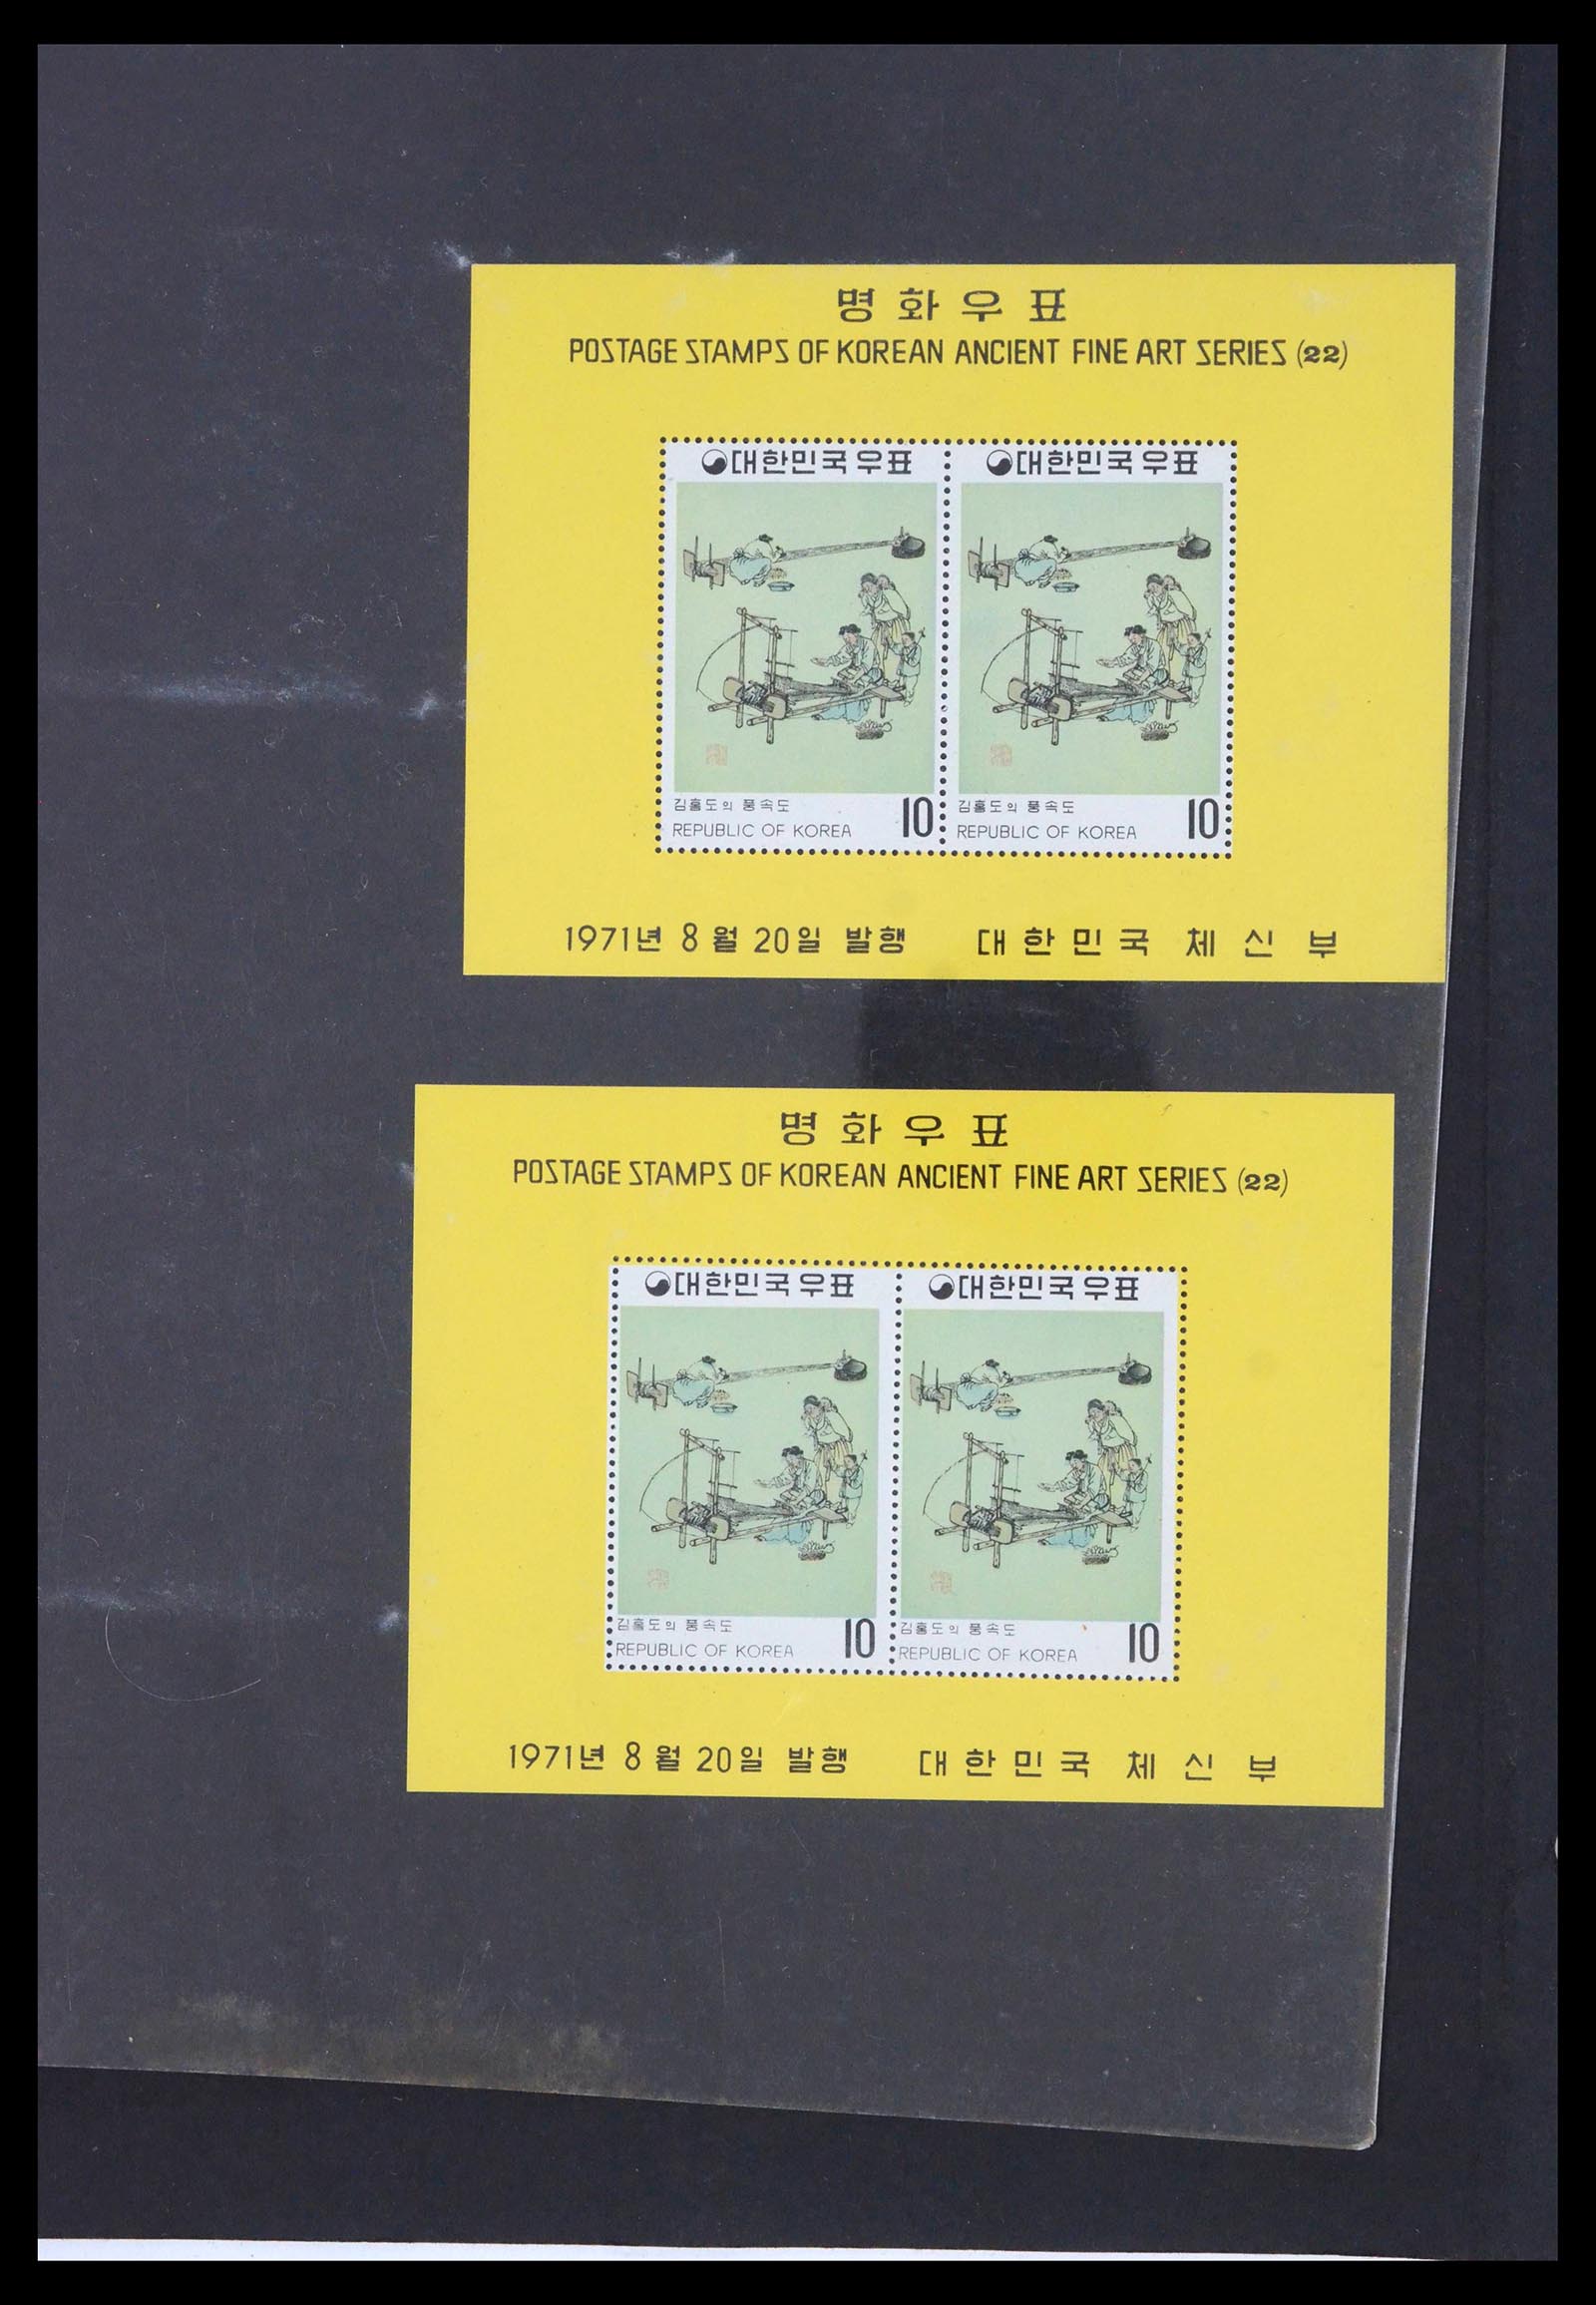 명화우표
POSTAGE STAMPS OF KOREAN ANCIENT FINE ART SERIES (22)
대한민국우표 대한민국우표
김홍도의 풍속도 10 김홍도의 풍속도 10
REPUBLIC OF KOREA REPUBLIC OF KOREA
1971년 8월 20일 발행 대한민국 체신부
명화우표
POSTAGE STAMPS OF KOREAN ANCIENT FINE ART SERIES (22)
대한민국우표 대한민국우표
김홍도의 풍속도 10 김홍도의 풍속도 10
REPUBLIC OF KOREA REPUBLIC OF KOREA
1971년 8월 20일 발행 대한민국 체신부